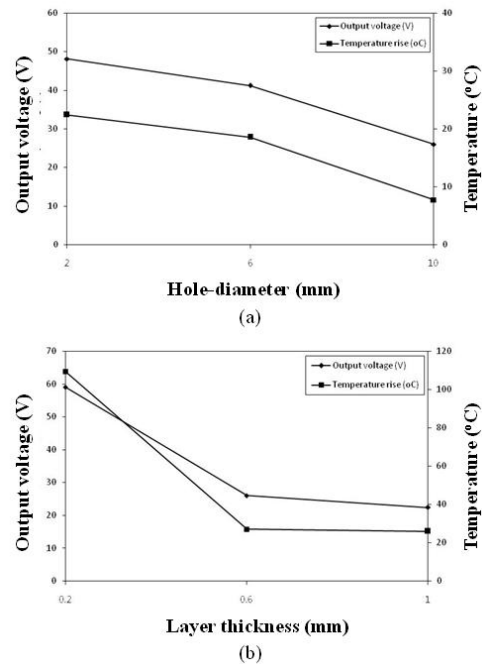 60
50
40
30
20
10
0
Output voltage (V)
Output voltage (V)
Temperature rise (oC)
40
30
20
10
0
Temperature (°C)
2 6 10
Hole-diameter (mm)
(a)
70
60
50
40
30
20
10
0
Output voltage (V)
Output voltage (V)
Temperature rise (oC)
120
100
80
60
40
20
0
Temperature (°C)
0.2 0.6 1
Layer thickness (mm)
(b)